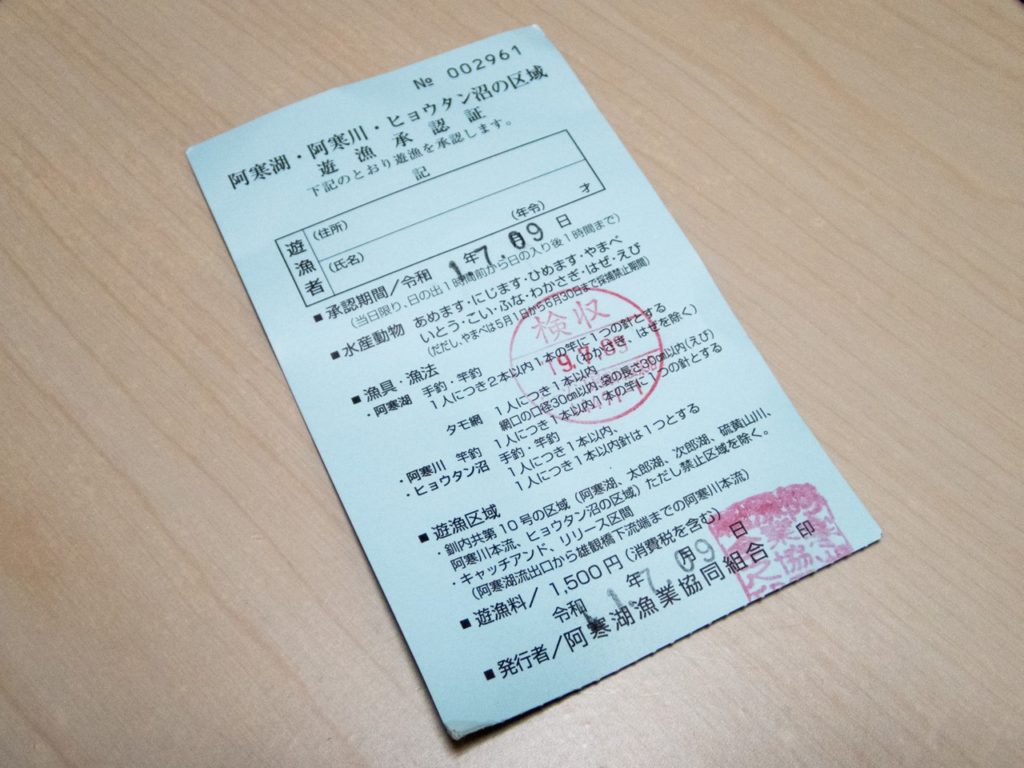 № 002961
阿寒湖・阿寒川・ヒョウタン沼の区域
遊漁承認証
下記のとおり遊漁を承認します。
記
遊漁者
(住所)
(氏名)
(年令) 才
■承認期間／令和 1年 7. 09 日
(当日限り、日の出1時間前から日の入り後1時間まで)
■水産動物 あめます・にじます・ひめます・やまべ
いとう・こい・ふな・わかさぎ・はぜ・えび
(ただし、やまべは5月1日から6月30日まで採捕禁止期間)
検収
19.7.09
■漁具・漁法
・阿寒湖 手釣・竿釣
1人につき2本以内1本の竿に1つの針とする
(わかさぎ、はぜを除く)
タモ網 1人につき1本以内
網口の口径30cm以内、袋の長さ30cm以内(えび)
1人につき1本以内1本の竿に1つの針とする
・阿寒川 竿釣
・ヒョウタン沼 手釣・竿釣
1人につき1本以内、
1人につき1本以内針は1つとする
■遊漁区域
・釧内共第10号の区域(阿寒湖、太郎湖、次郎湖、硫黄山川、
阿寒川本流、ヒョウタン沼の区域)ただし禁止区域を除く。
・キャッチアンド、リリース区間
(阿寒湖流出口から雄観橋下流端までの阿寒川本流)
■遊漁料／ 1,500円(消費税を含む)
令和 1年 7月 09 日
■発行者／阿寒湖漁業協同組合 印